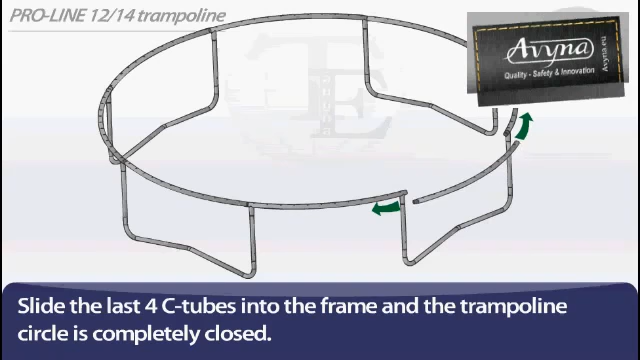 PRO-LINE 12/14 trampoline
Avyna
Quality - Safety & Innovation
Avyna.eu
Slide the last 4 C-tubes into the frame and the trampoline
circle is completely closed.